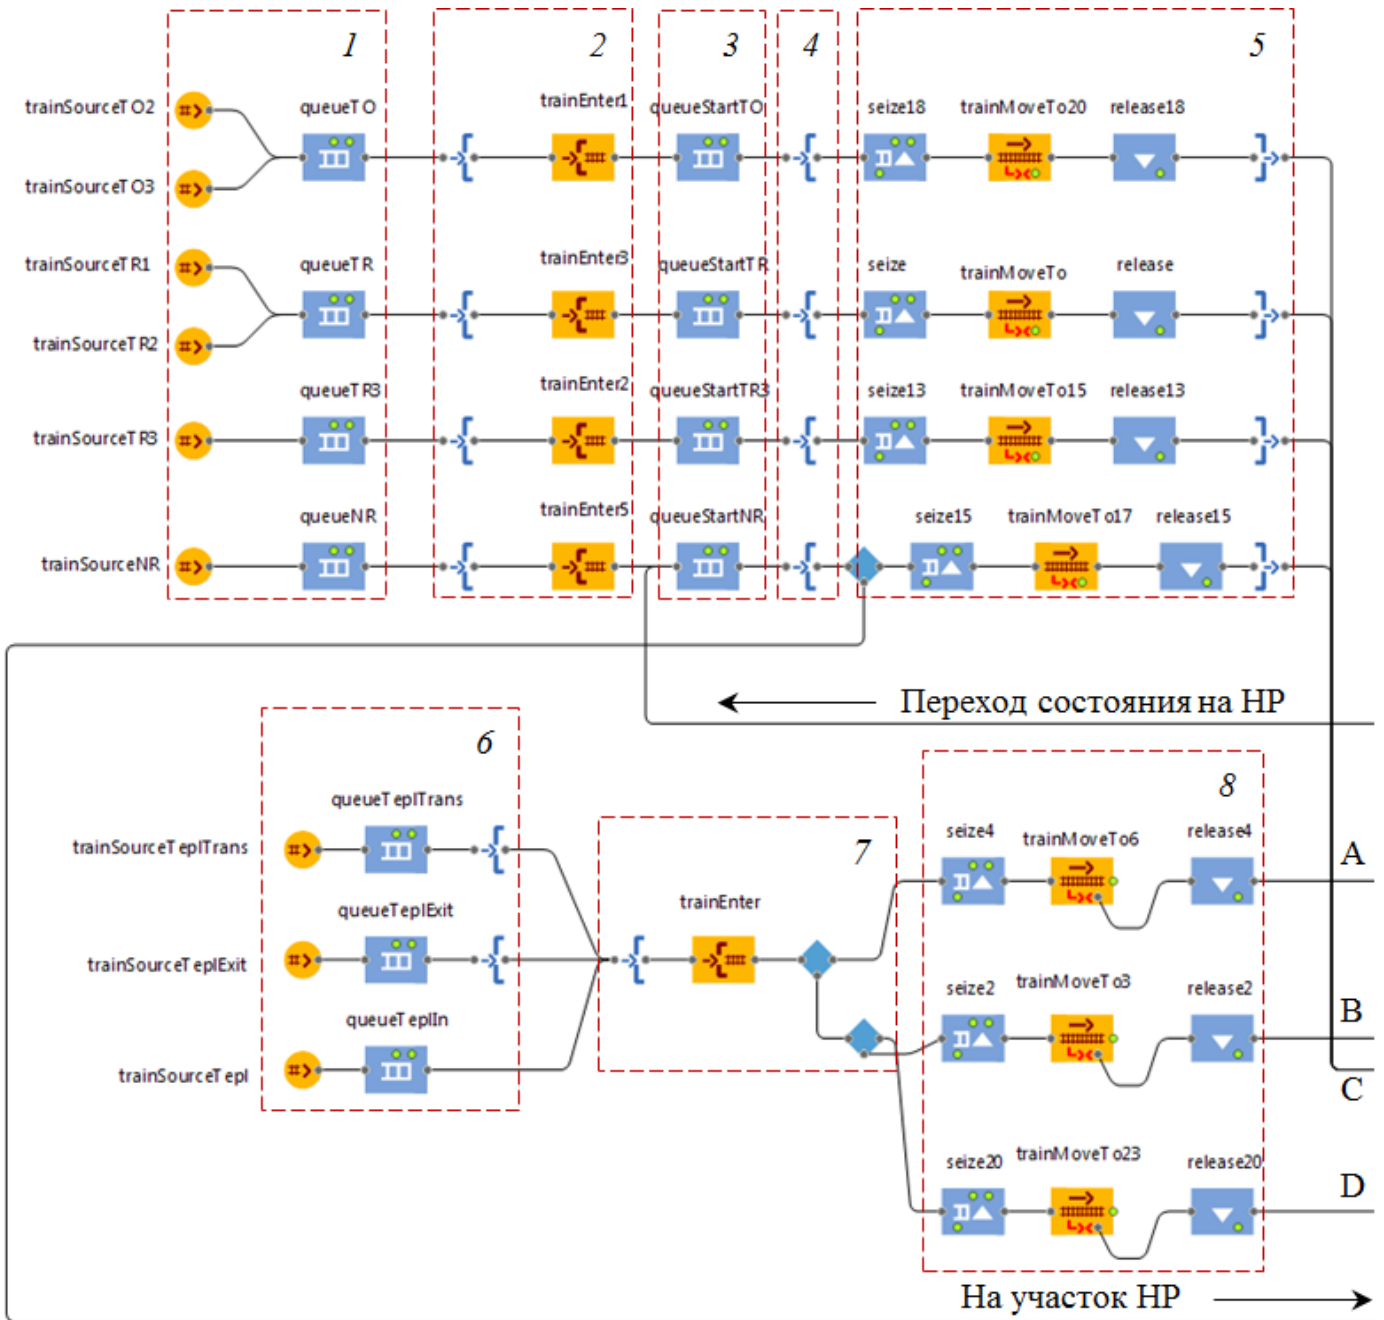 1
2
3
4
5
trainSourceTO2
queueTO
trainEnter1
queueStartTO
seize18
trainMoveTo20
release18
trainSourceTO3
trainSourceTR1
queueTR
trainEnter3
queueStartTR
seize
trainMoveTo
release
trainSourceTR2
queueTR3
trainEnter2
queueStartTR3
seize13
trainMoveTo15
release13
trainSourceTR3
queueNR
trainEnter5
queueStartNR
seize15
trainMoveTo17
release15
trainSourceNR
Переход состояния на НР
6
7
8
queueTeplTrans
trainSourceTeplTrans
queueTeplExit
trainSourceTeplExit
queueTeplIn
trainSourceTepl
trainEnter
seize4
trainMoveTo6
release4
A
seize2
trainMoveTo3
release2
B
C
seize20
trainMoveTo23
release20
D
На участок НР